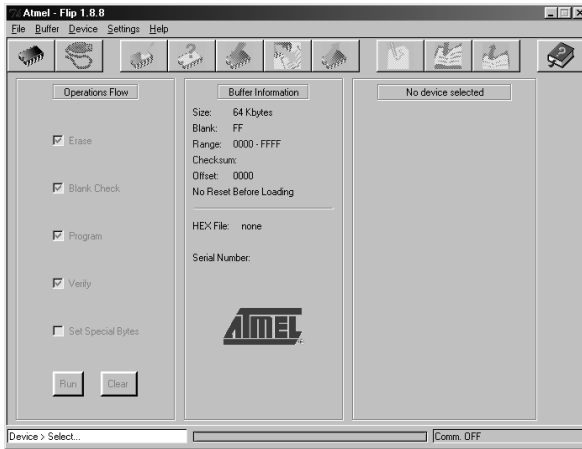 Atmel - Flip 1.8.8
File Buffer Device Settings Help
Operations Flow
Erase
Blank Check
Program
Verify
Set Special Bytes
Run Clear
Buffer Information
Size: 64 Kbytes
Blank: FF
Range: 0000 - FFFF
Checksum:
Offset: 0000
No Reset Before Loading
HEX File: none
Serial Number:
ATMEL
No device selected
Device > Select...
Comm. OFF